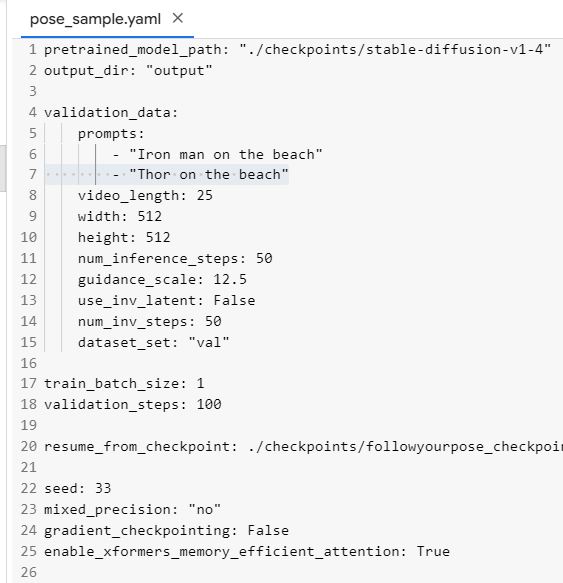 pose_sample.yaml ×
1 pretrained_model_path: "./checkpoints/stable-diffusion-v1-4"
2 output_dir: "output"
3
4 validation_data:
5 prompts:
6 - "Iron man on the beach"
7 - "Thor on the beach"
8 video_length: 25
9 width: 512
10 height: 512
11 num_inference_steps: 50
12 guidance_scale: 12.5
13 use_inv_latent: False
14 num_inv_steps: 50
15 dataset_set: "val"
16
17 train_batch_size: 1
18 validation_steps: 100
19
20 resume_from_checkpoint: ./checkpoints/followyourpose_checkpoi
21
22 seed: 33
23 mixed_precision: "no"
24 gradient_checkpointing: False
25 enable_xformers_memory_efficient_attention: True
26